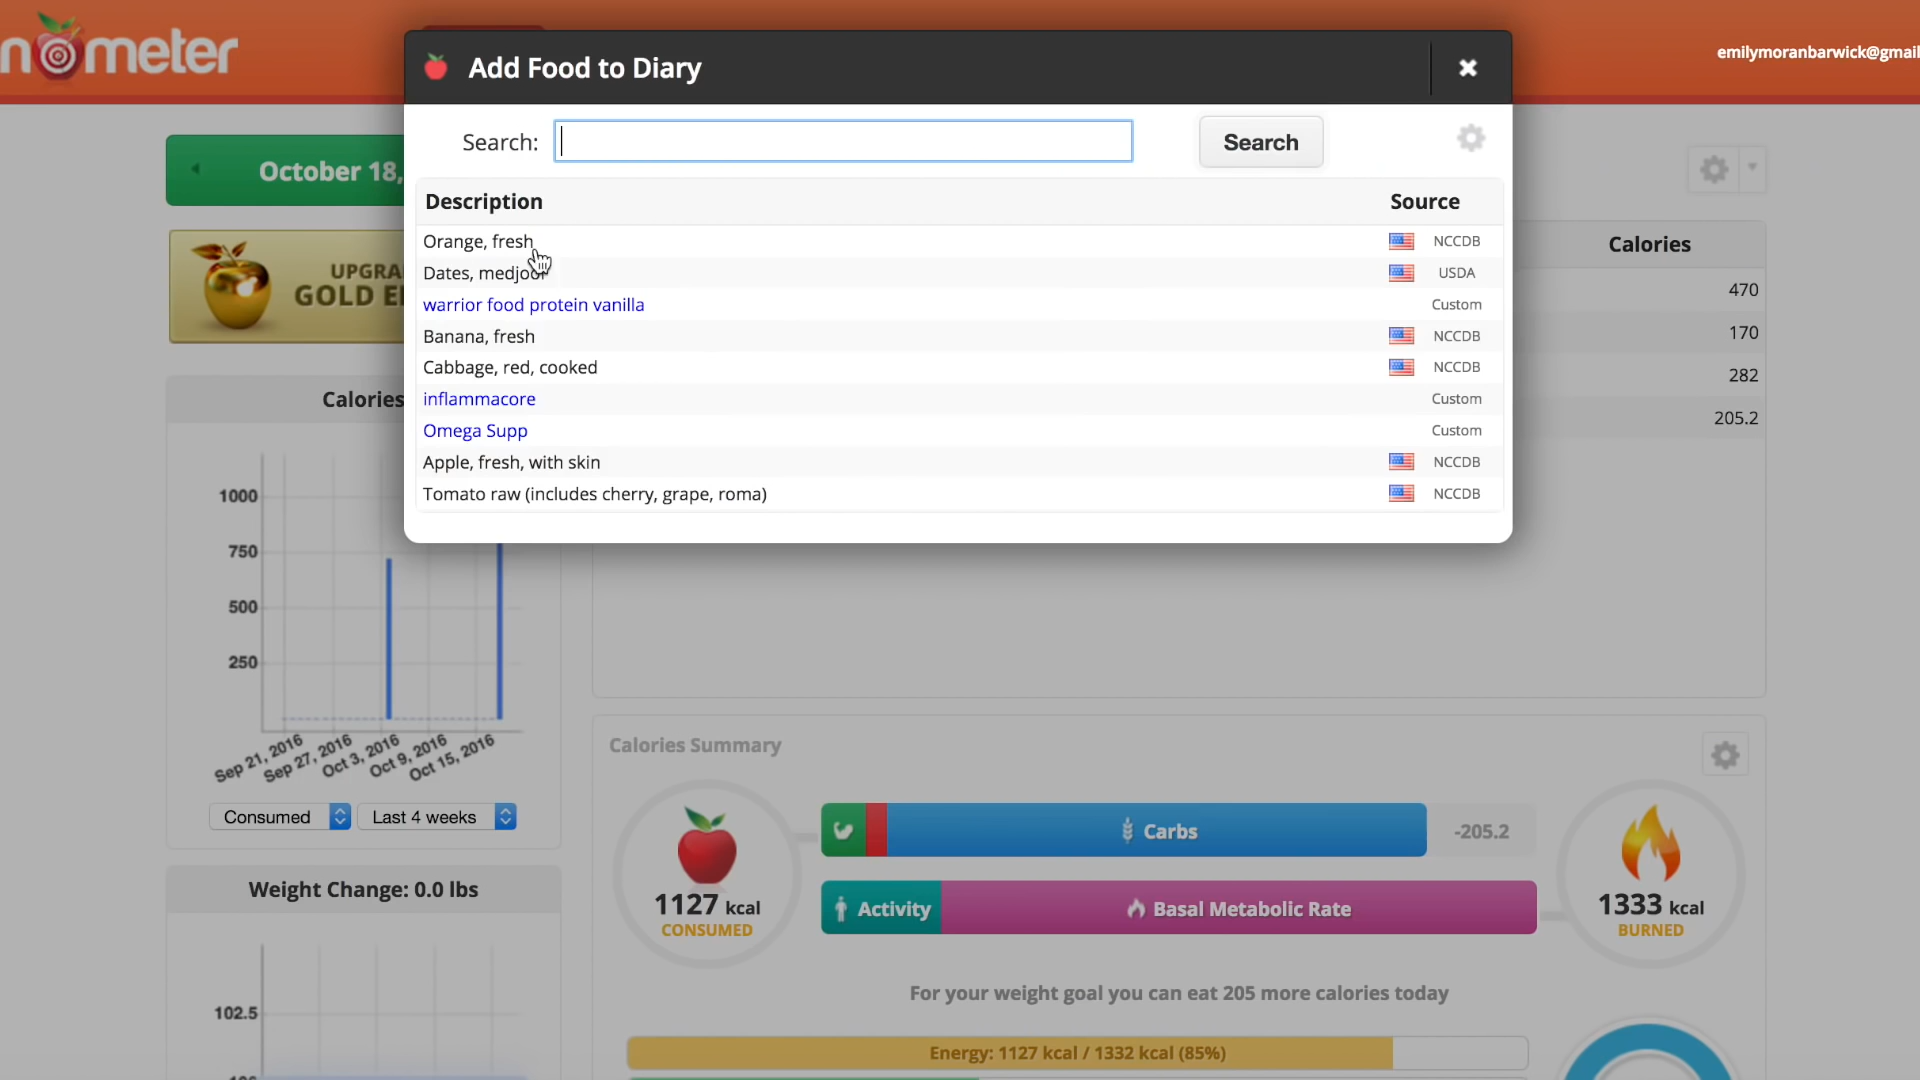 nometer
emilymoranbarwick@gmail
Add Food to Diary
Search:
Search
Description Source
Orange, fresh NCCDB
Dates, medjool USDA
warrior food protein vanilla Custom
Banana, fresh NCCDB
Cabbage, red, cooked NCCDB
inflammacore Custom
Omega Supp Custom
Apple, fresh, with skin NCCDB
Tomato raw (includes cherry, grape, roma) NCCDB
October 18,
UPGRA
GOLD E
Calories
1000
750
500
250
Sep 21, 2016
Sep 27, 2016
Oct 3, 2016
Oct 9, 2016
Oct 15, 2016
Consumed
Last 4 weeks
Weight Change: 0.0 lbs
102.5
Calories
470
170
282
205.2
Calories Summary
1127 kcal
CONSUMED
Carbs
-205.2
Activity
Basal Metabolic Rate
1333 kcal
BURNED
For your weight goal you can eat 205 more calories today
Energy: 1127 kcal / 1332 kcal (85%)